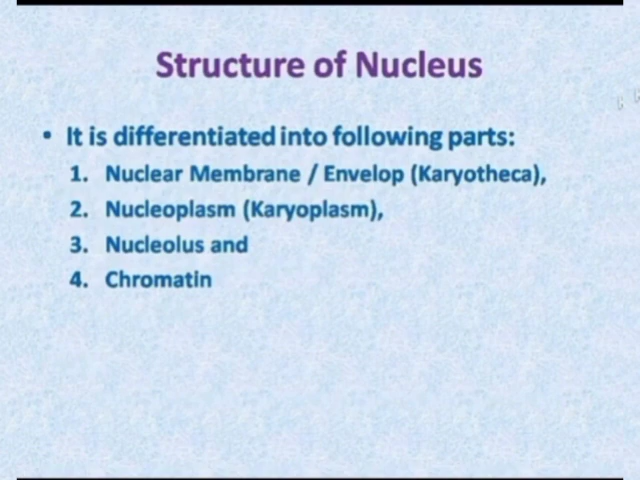 Structure of Nucleus
• It is differentiated into following parts:
1. Nuclear Membrane / Envelop (Karyotheca),
2. Nucleoplasm (Karyoplasm),
3. Nucleolus and
4. Chromatin